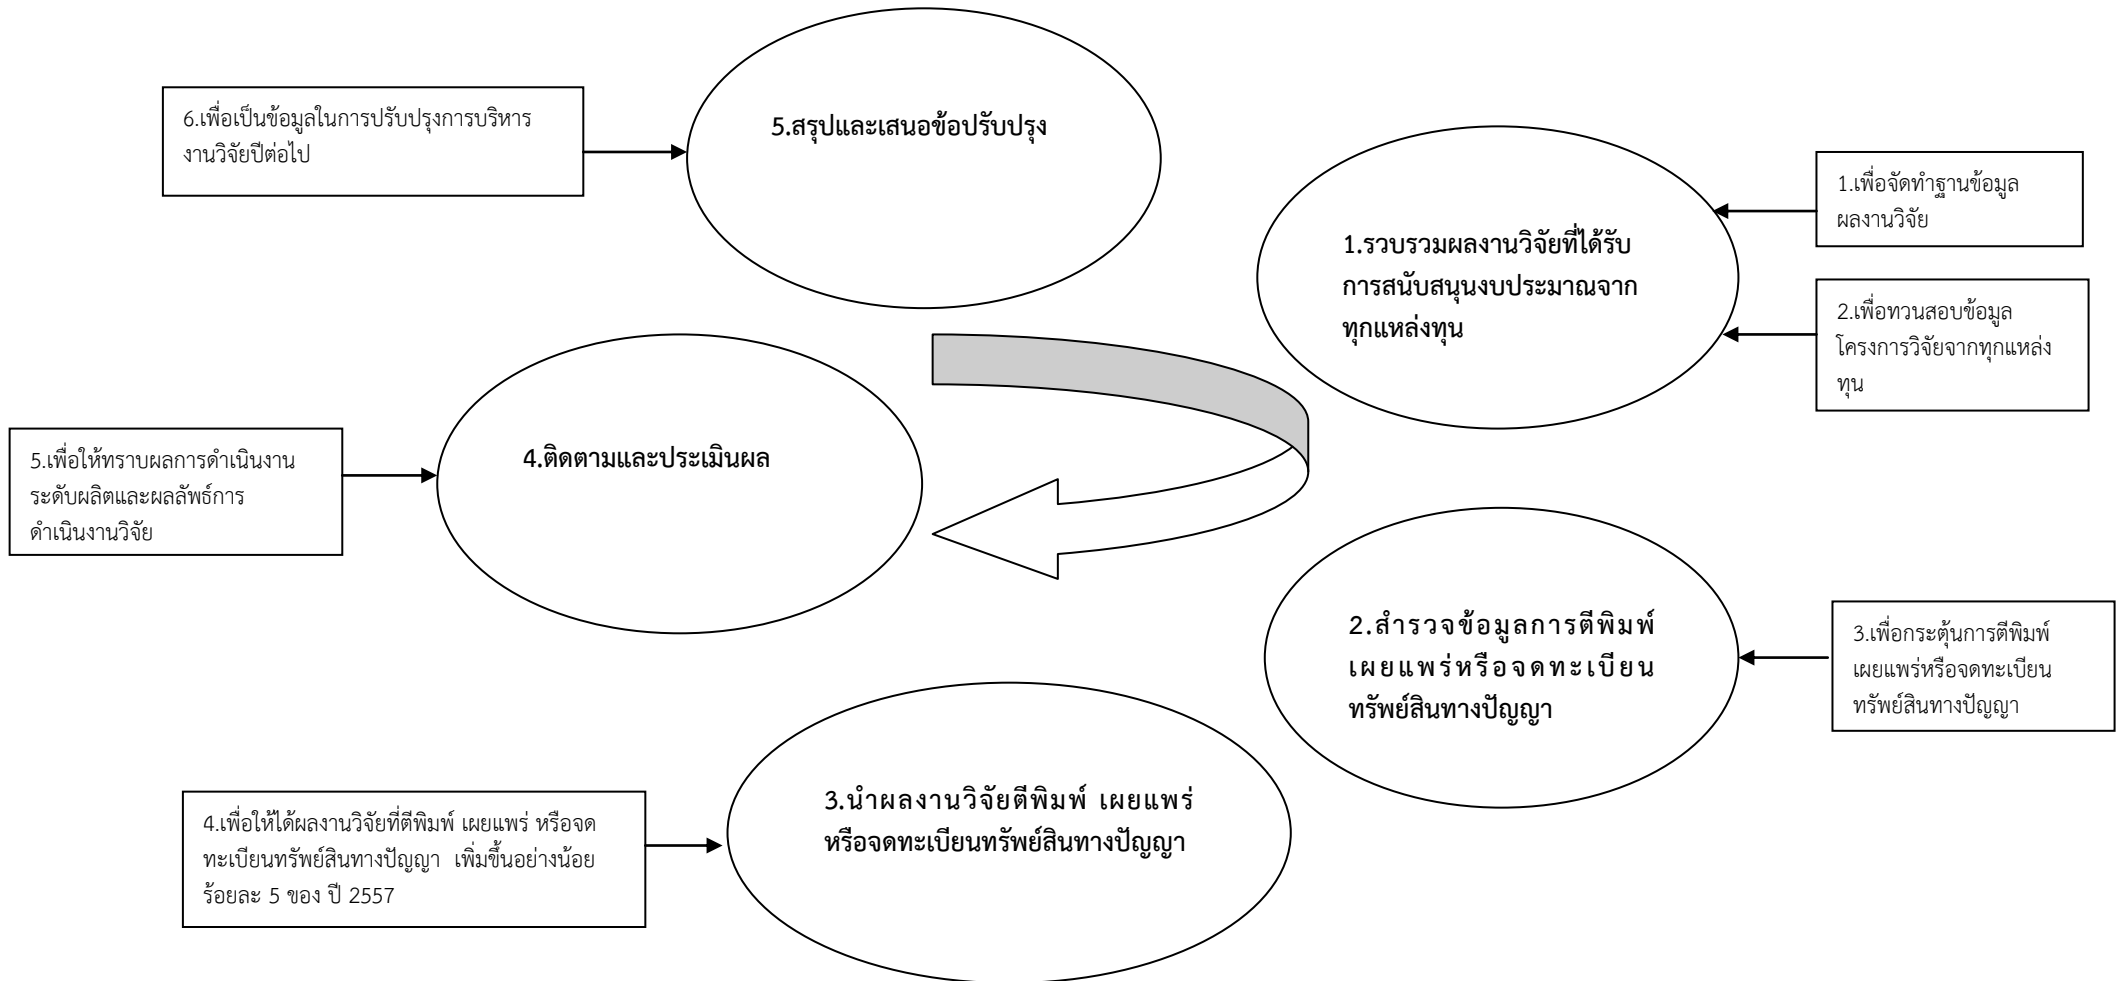 5.สรุปและเสนอข้อปรับปรุง
6.เพื่อเป็นข้อมูลในการปรับปรุงการบริหาร
งานวิจัยปีต่อไป
1.รวบรวมผลงานวิจัยที่ได้รับ
การสนับสนุนงบประมาณจาก
ทุกแหล่งทุน
1.เพื่อจัดทำฐานข้อมูล
ผลงานวิจัย
2.เพื่อทวนสอบข้อมูล
โครงการวิจัยจากทุกแหล่ง
ทุน
4.ติดตามและประเมินผล
5.เพื่อให้ทราบผลการดำเนินงาน
ระดับผลิตและผลลัพธ์การ
ดำเนินงานวิจัย
2.สำรวจข้อมูลการตีพิมพ์
เผยแพร่หรือจดทะเบียน
ทรัพย์สินทางปัญญา
3.เพื่อกระตุ้นการตีพิมพ์
เผยแพร่หรือจดทะเบียน
ทรัพย์สินทางปัญญา
3.นำผลงานวิจัยตีพิมพ์ เผยแพร่
หรือจดทะเบียนทรัพย์สินทางปัญญา
4.เพื่อให้ได้ผลงานวิจัยที่ตีพิมพ์ เผยแพร่ หรือจด
ทะเบียนทรัพย์สินทางปัญญา เพิ่มขึ้นอย่างน้อย
ร้อยละ 5 ของ ปี 2557